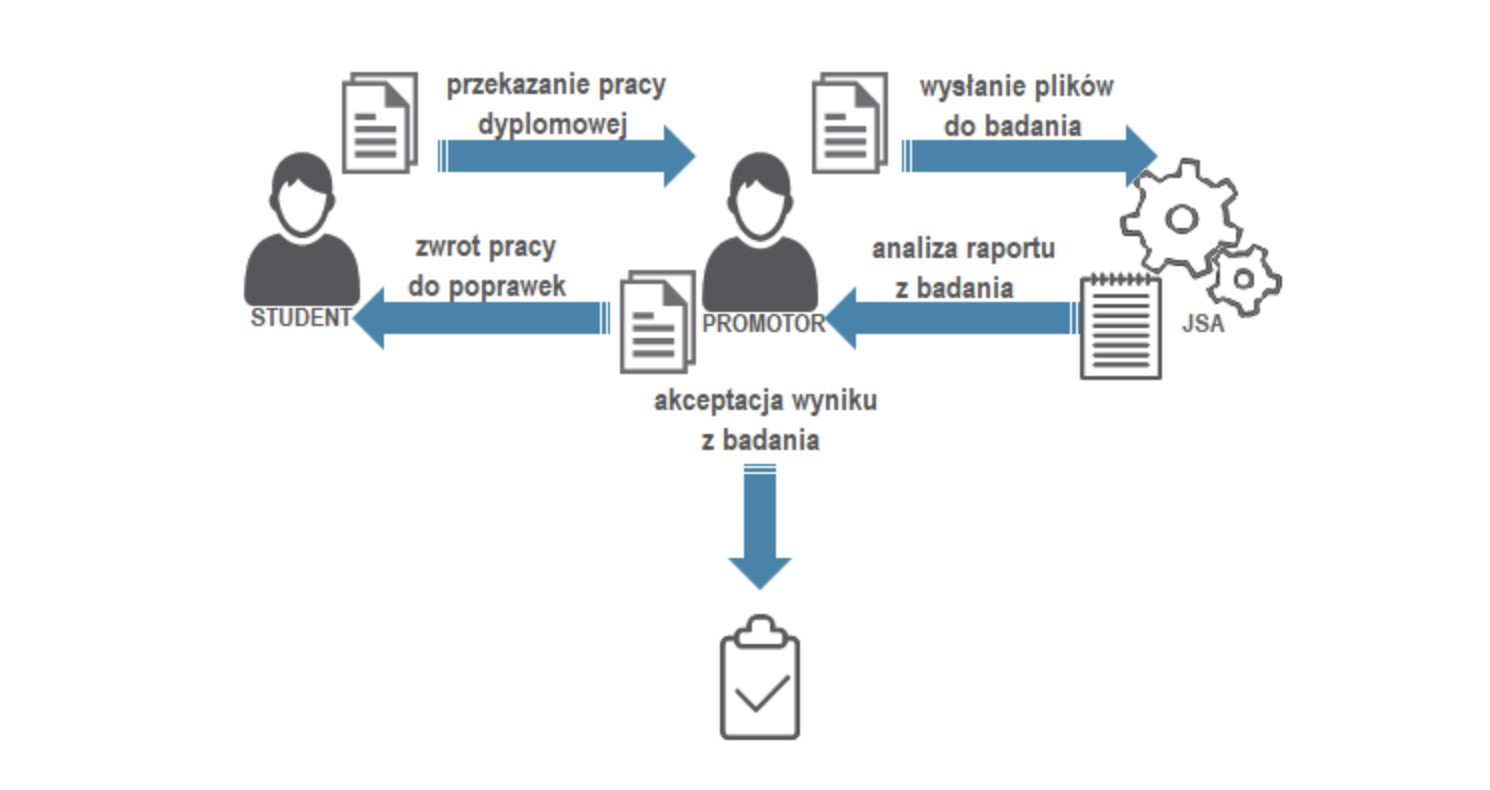 przekazanie pracy
dyplomowej
wysłanie plików
do badania
zwrot pracy
do poprawek
analiza raportu
z badania
STUDENT
PROMOTOR
JSA
akceptacja wyniku
z badania